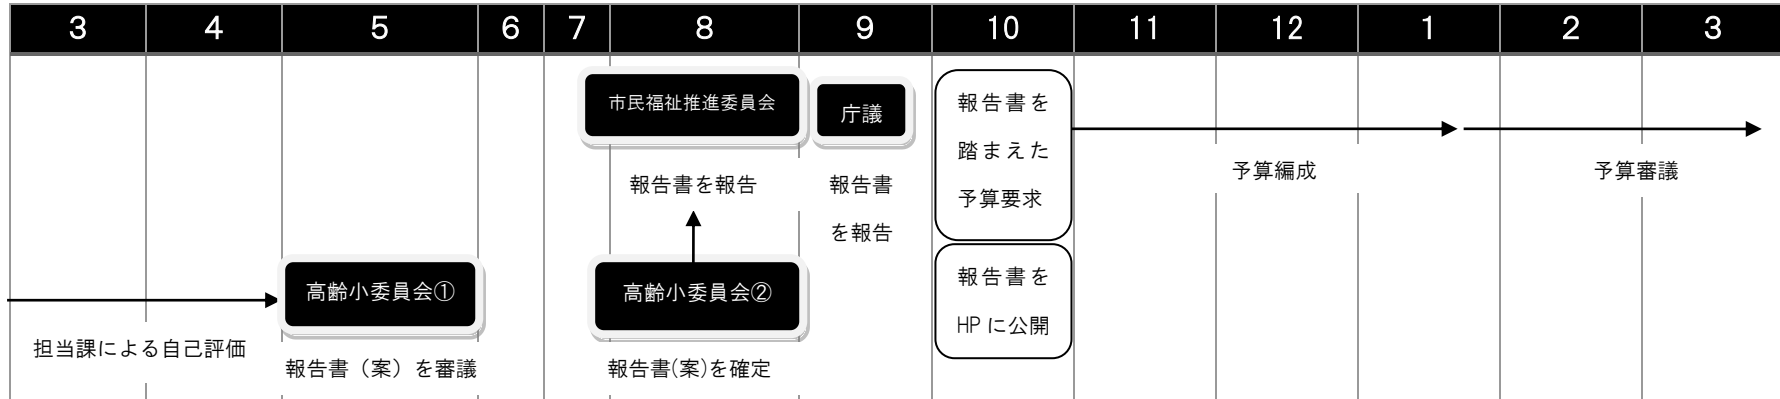 3 4 5 6 7 8 9 10 11 12 1 2 3
市民福祉推進委員会
報告書を報告
庁議
報告書
を報告
報告書を
踏まえた
予算要求
予算編成
予算審議
担当課による自己評価
高齢小委員会①
報告書（案）を審議
高齢小委員会②
報告書(案)を確定
報告書を
HPに公開